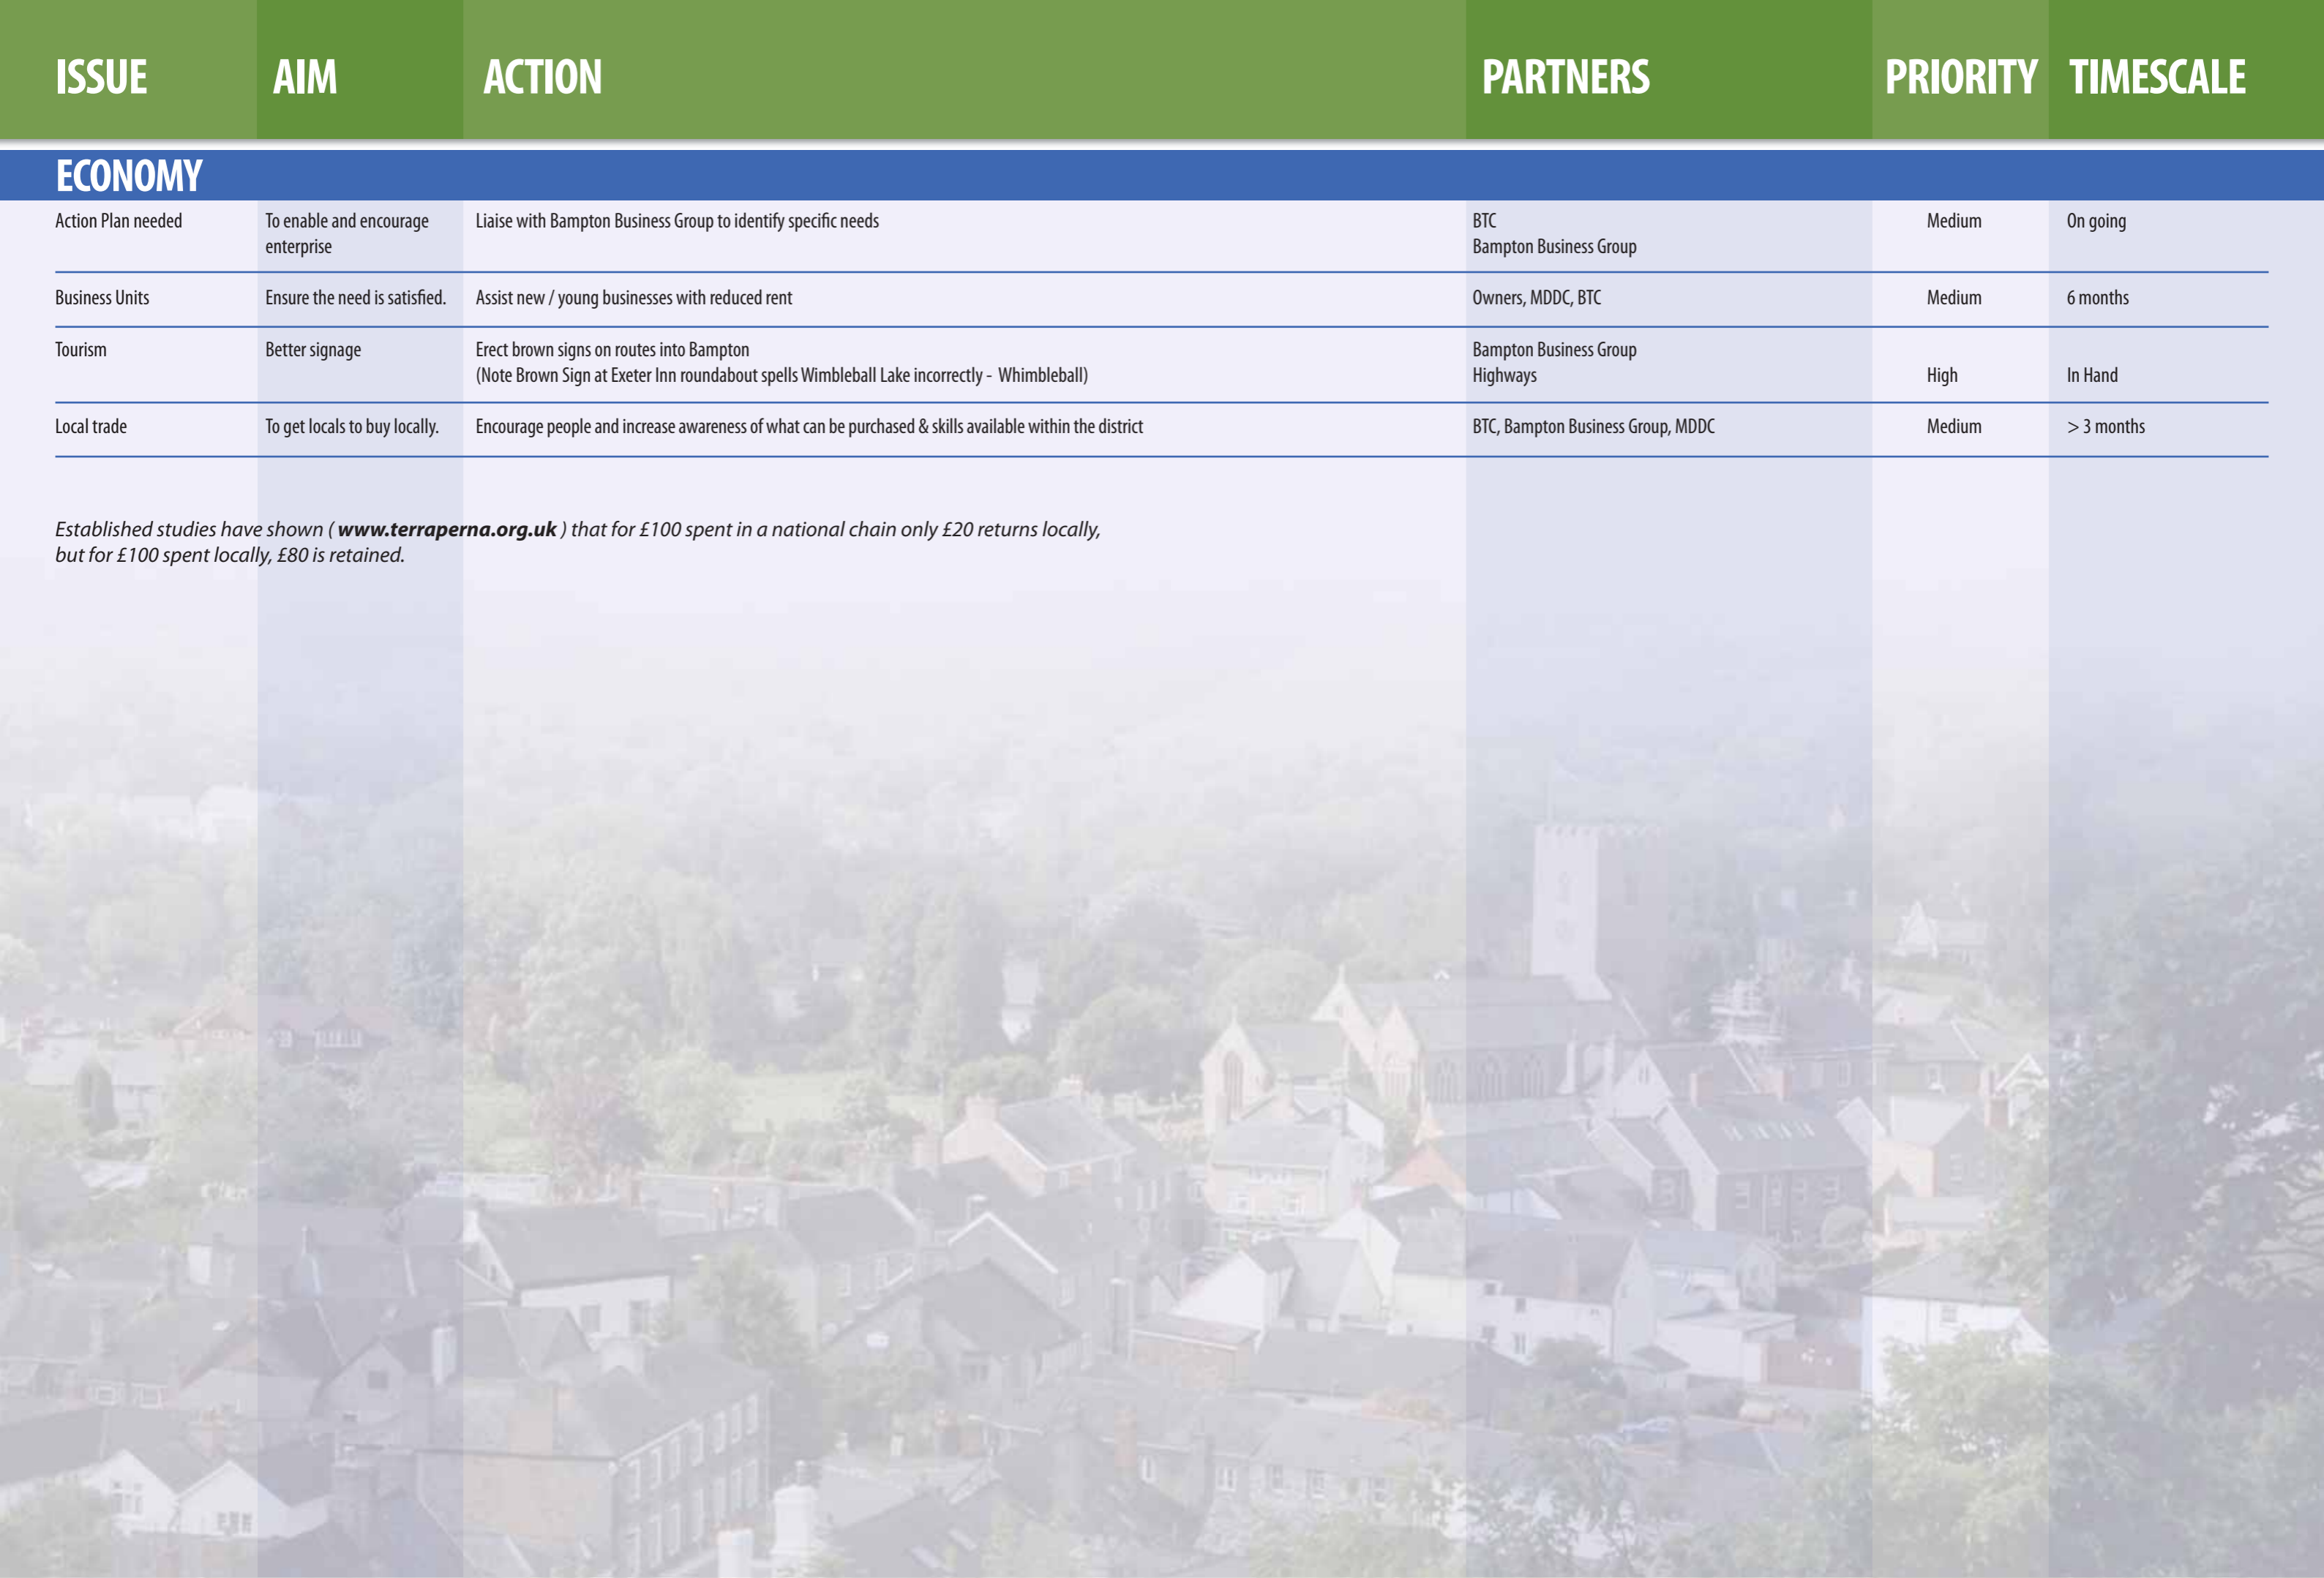 ISSUE AIM ACTION PARTNERS PRIORITY TIMESCALE
ECONOMY
Action Plan needed To enable and encourage Liaise with Bampton Business Group to identify specific needs BTC Medium On going
enterprise Bampton Business Group
Business Units Ensure the need is satisfied. Assist new / young businesses with reduced rent Owners, MDDC, BTC Medium 6 months
Tourism Better signage Erect brown signs on routes into Bampton Bampton Business Group
(Note Brown Sign at Exeter Inn roundabout spells Wimbleball Lake incorrectly - Whimbleball) Highways High In Hand
Local trade To get locals to buy locally. Encourage people and increase awareness of what can be purchased & skills available within the district BTC, Bampton Business Group, MDDC Medium > 3 months
Established studies have shown ( www.terraperna.org.uk ) that for £100 spent in a national chain only £20 returns locally,
but for £100 spent locally, £80 is retained.